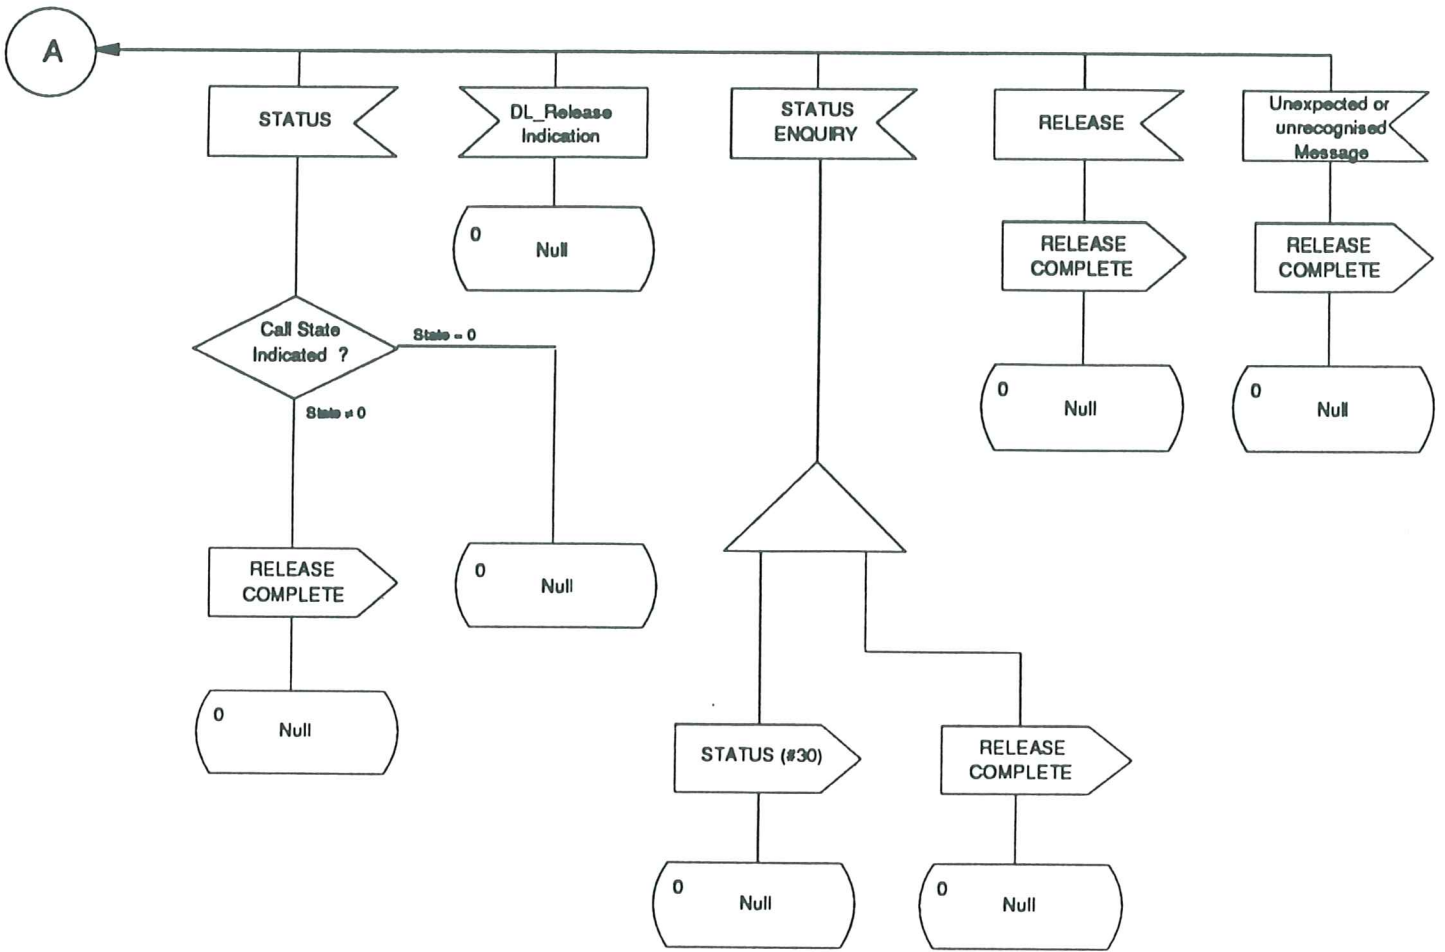 A
STATUS
DL_Release
Indication
STATUS
ENQUIRY
RELEASE
Unexpected or
unrecognised
Message
0
Null
RELEASE
COMPLETE
RELEASE
COMPLETE
Call State
Indicated ?
State = 0
State ≠ 0
0
Null
0
Null
RELEASE
COMPLETE
0
Null
0
Null
STATUS (#30)
RELEASE
COMPLETE
0
Null
0
Null